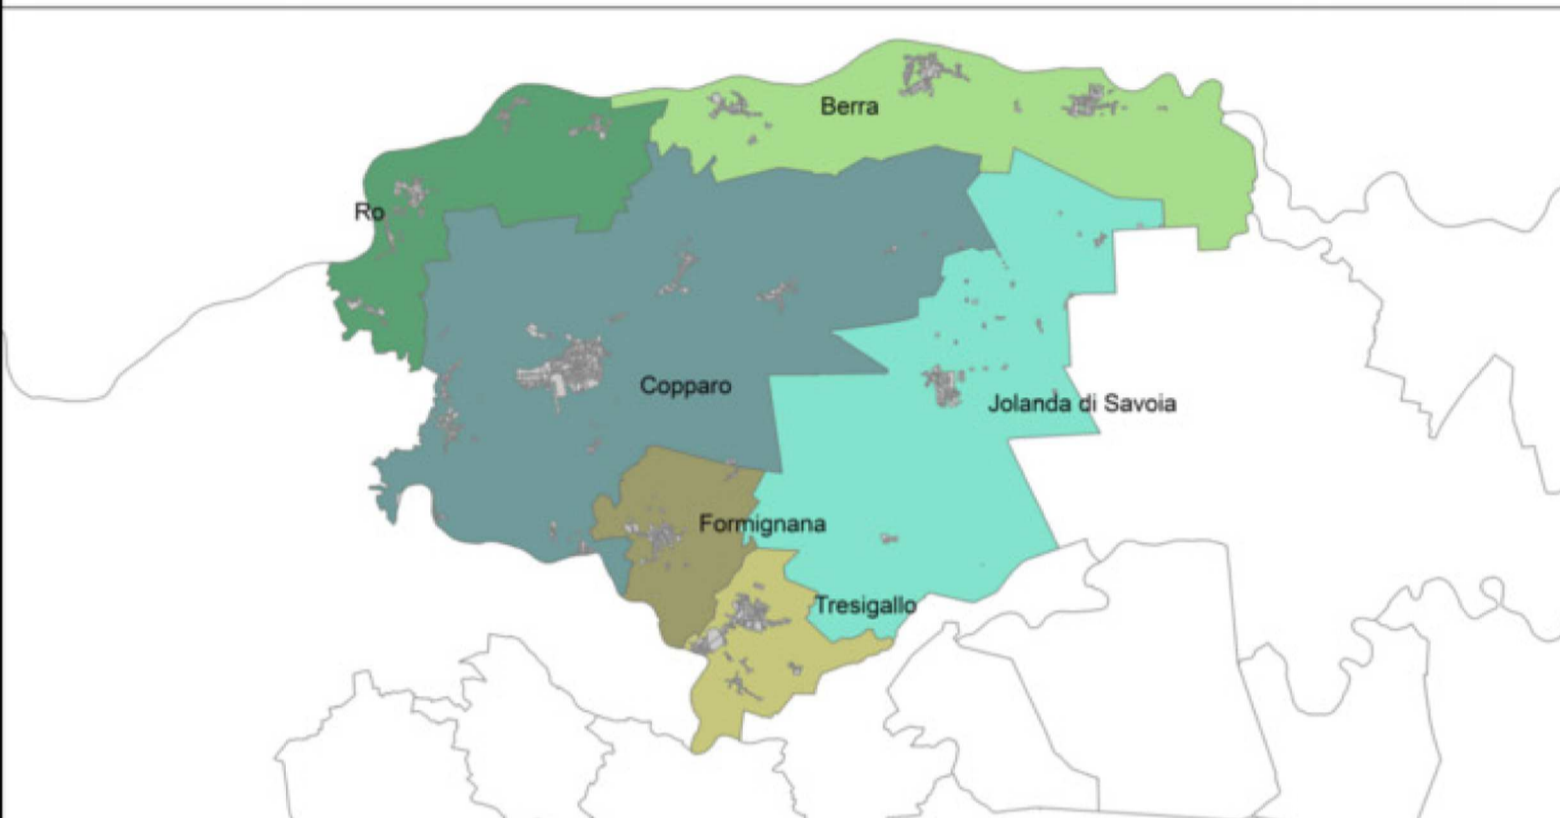 Berra
Ro
Copparo
Jolanda di Savoia
Formignana
Tresigallo